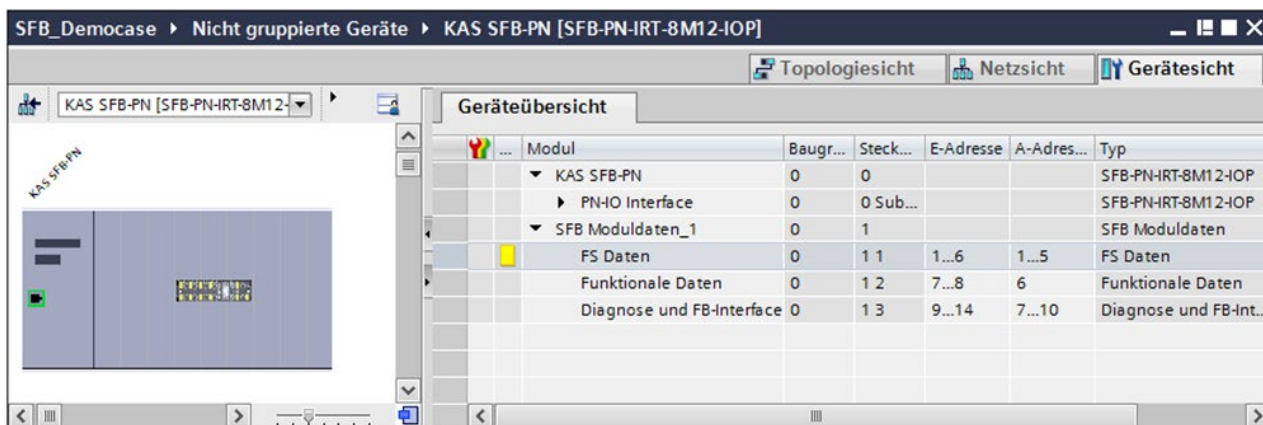 SFB_Democase ▸ Nicht gruppierte Geräte ▸ KAS SFB-PN [SFB-PN-IRT-8M12-IOP]
Topologiesicht Netzsicht Gerätesicht
KAS SFB-PN [SFB-PN-IRT-8M12-
KAS SFB-PN
Geräteübersicht
... Modul Baugr... Steck... E-Adresse A-Adres... Typ
KAS SFB-PN 0 0 SFB-PN-IRT-8M12-IOP
PN-IO Interface 0 0 Sub... SFB-PN-IRT-8M12-IOP
SFB Moduldaten_1 0 1 SFB Moduldaten
FS Daten 0 1 1 1...6 1...5 FS Daten
Funktionale Daten 0 1 2 7...8 6 Funktionale Daten
Diagnose und FB-Interface 0 1 3 9...14 7...10 Diagnose und FB-Int...